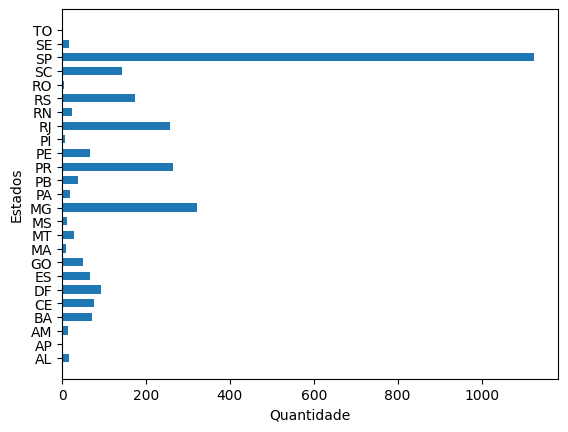 TO
SE
SP
SC
RO
RS
RN
RJ
PI
PE
PR
PB
PA
MG
MS
MT
MA
GO
ES
DF
CE
BA
AM
AP
AL
Estados
0 200 400 600 800 1000
Quantidade